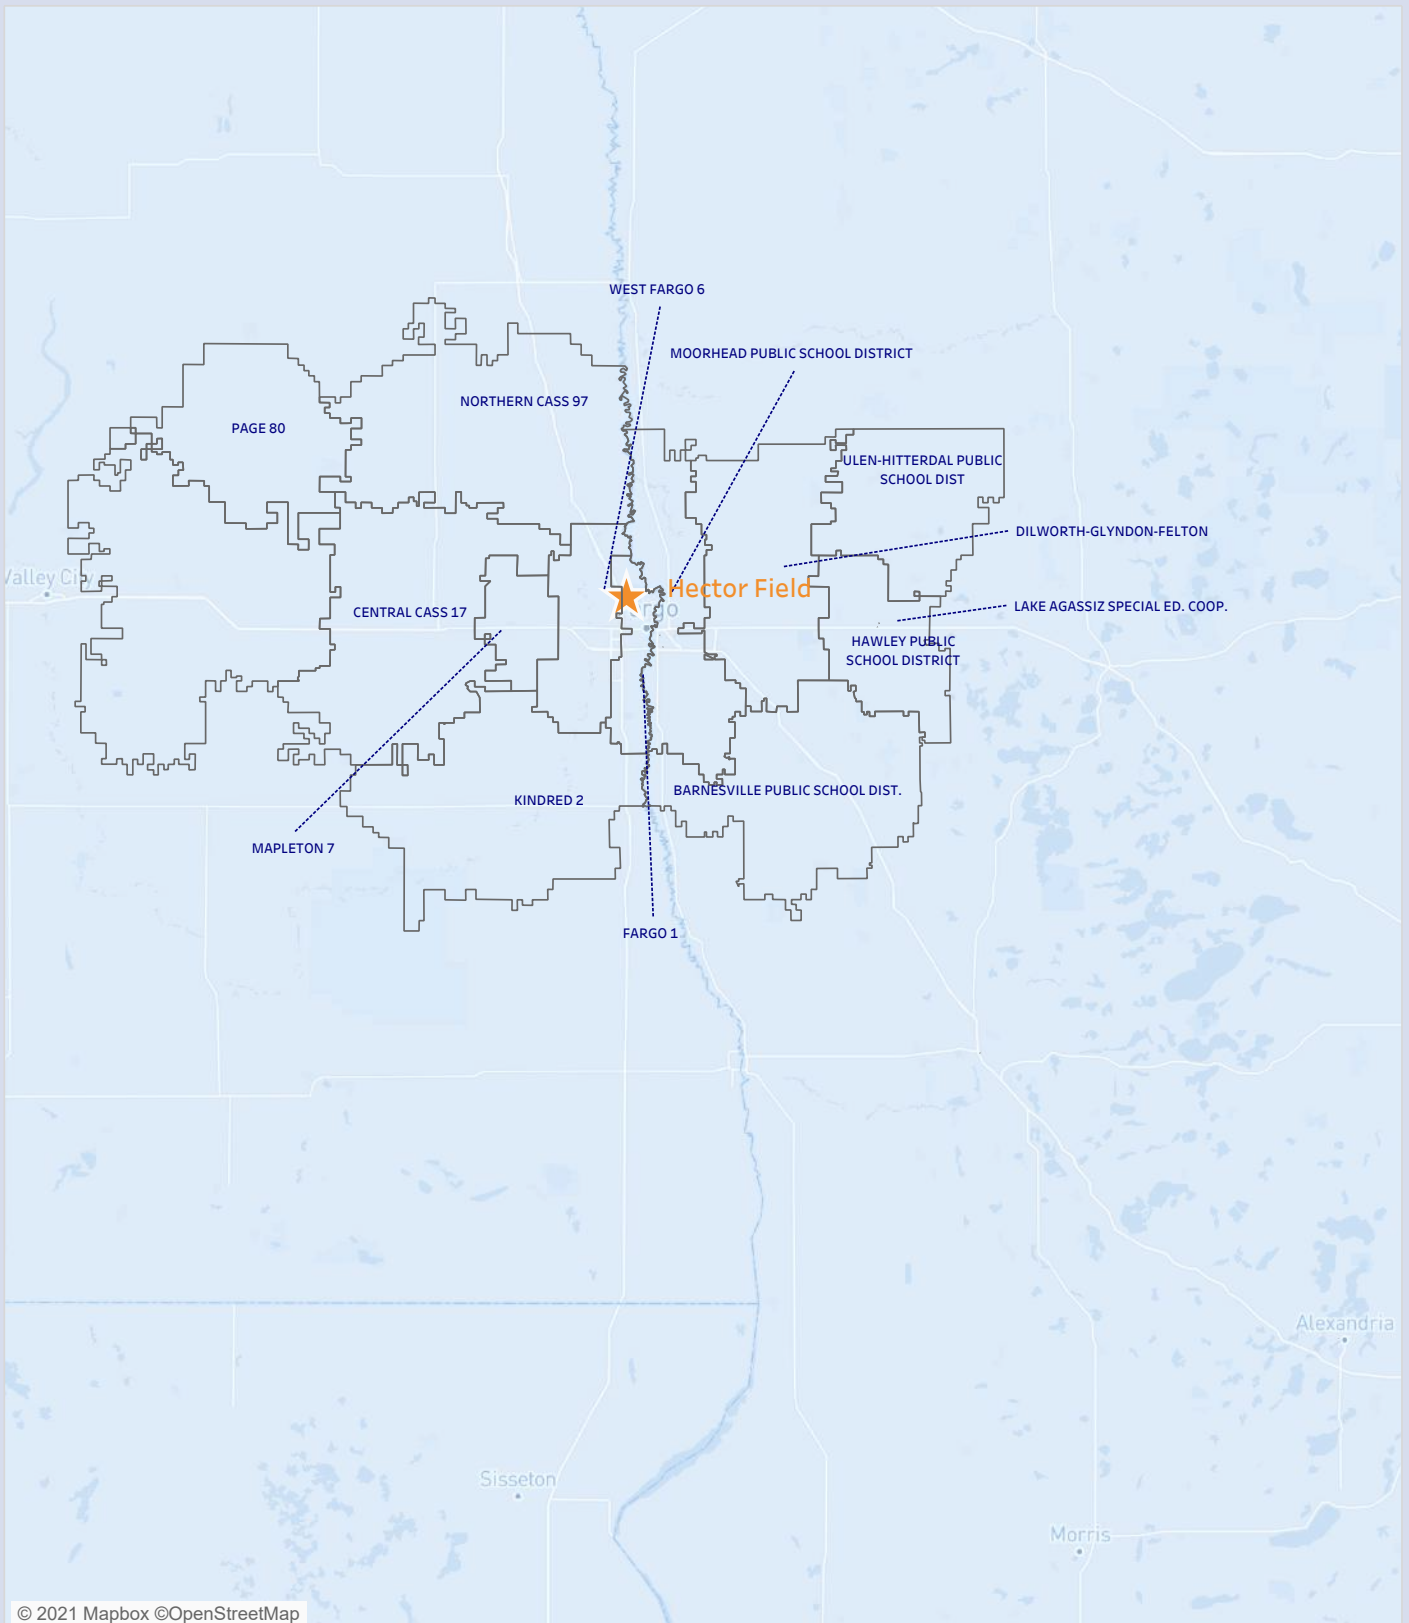 WEST FARGO 6
MOORHEAD PUBLIC SCHOOL DISTRICT
NORTHERN CASS 97
PAGE 80
ULEN-HITTERDAL PUBLIC
SCHOOL DIST
DILWORTH-GLYNDON-FELTON
Valley City
Hector Field
CENTRAL CASS 17
LAKE AGASSIZ SPECIAL ED. COOP.
HAWLEY PUBLIC
SCHOOL DISTRICT
BARNESVILLE PUBLIC SCHOOL DIST.
KINDRED 2
MAPLETON 7
FARGO 1
Alexandria
Sisseton
Morris
© 2021 Mapbox ©OpenStreetMap